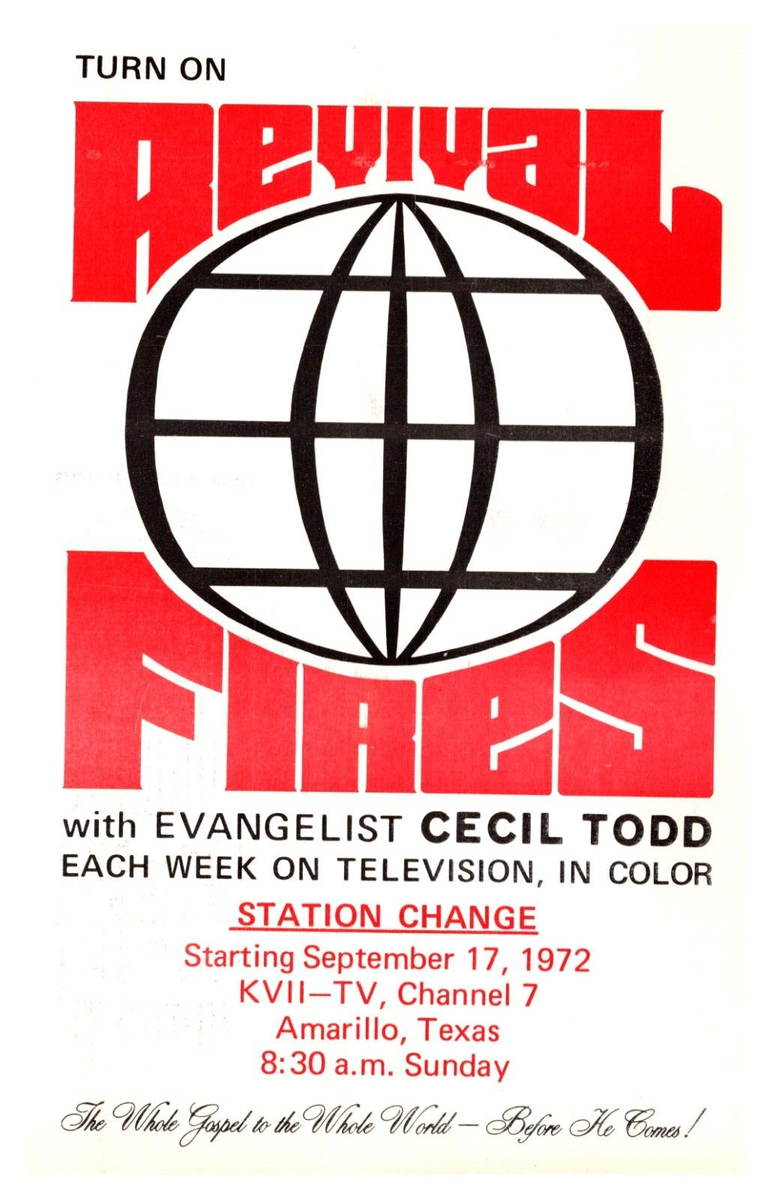 TURN ON
Revival
FIRES
with EVANGELIST CECIL TODD
EACH WEEK ON TELEVISION, IN COLOR
STATION CHANGE
Starting September 17, 1972
KVII—TV, Channel 7
Amarillo, Texas
8:30 a.m. Sunday
The Whole Gospel to the Whole World — Before He Comes!